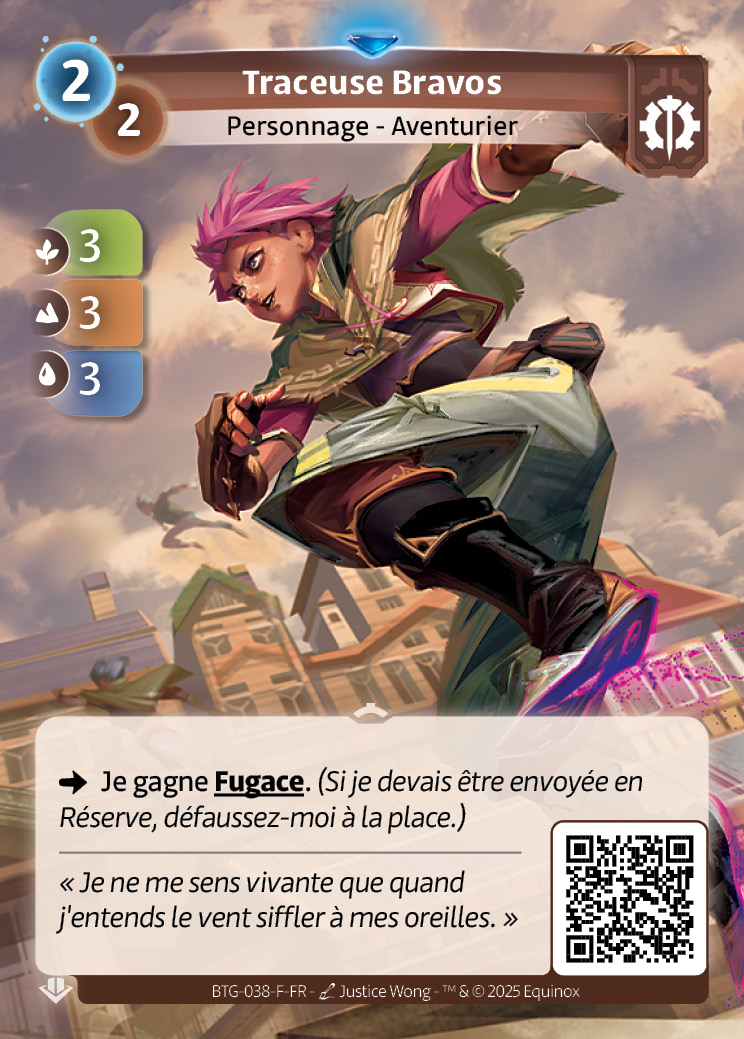 2
2
Traceuse Bravos
Personnage - Aventurier
3
3
3
Je gagne Fugace. (Si je devais être envoyée en
Réserve, défaussez-moi à la place.)
« Je ne me sens vivante que quand
j'entends le vent siffler à mes oreilles. »
BTG-038-F-FR - Justice Wong - ™ & © 2025 Equinox